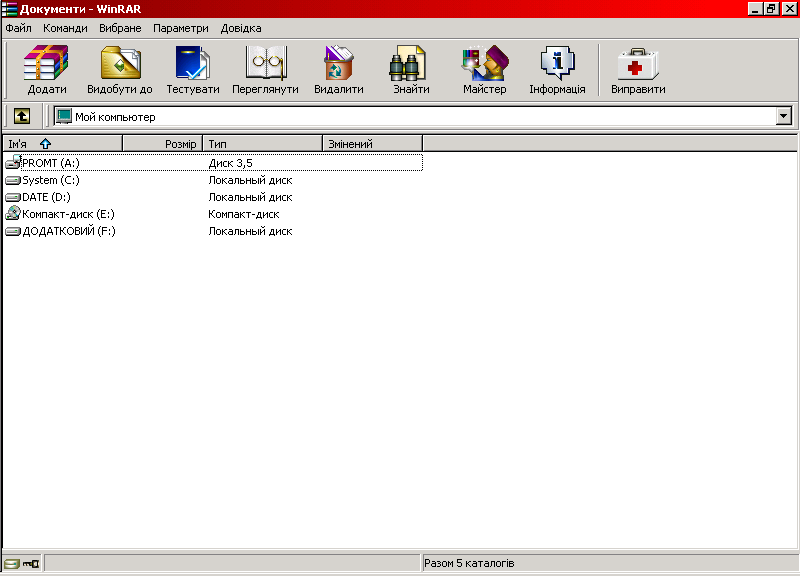 Документи - WinRAR
Файл Команди Вибране Параметри Довідка
Додати Видобути до Тестувати Переглянути Видалити Знайти Майстер Інформація Виправити
Мой компьютер
Ім'я Розмір Тип Змінений
PROMT (A:) Диск 3,5
System (C:) Локальный диск
DATE (D:) Локальный диск
Компакт-диск (E:) Компакт-диск
ДОДАТКОВИЙ (F:) Локальный диск
Разом 5 каталогів